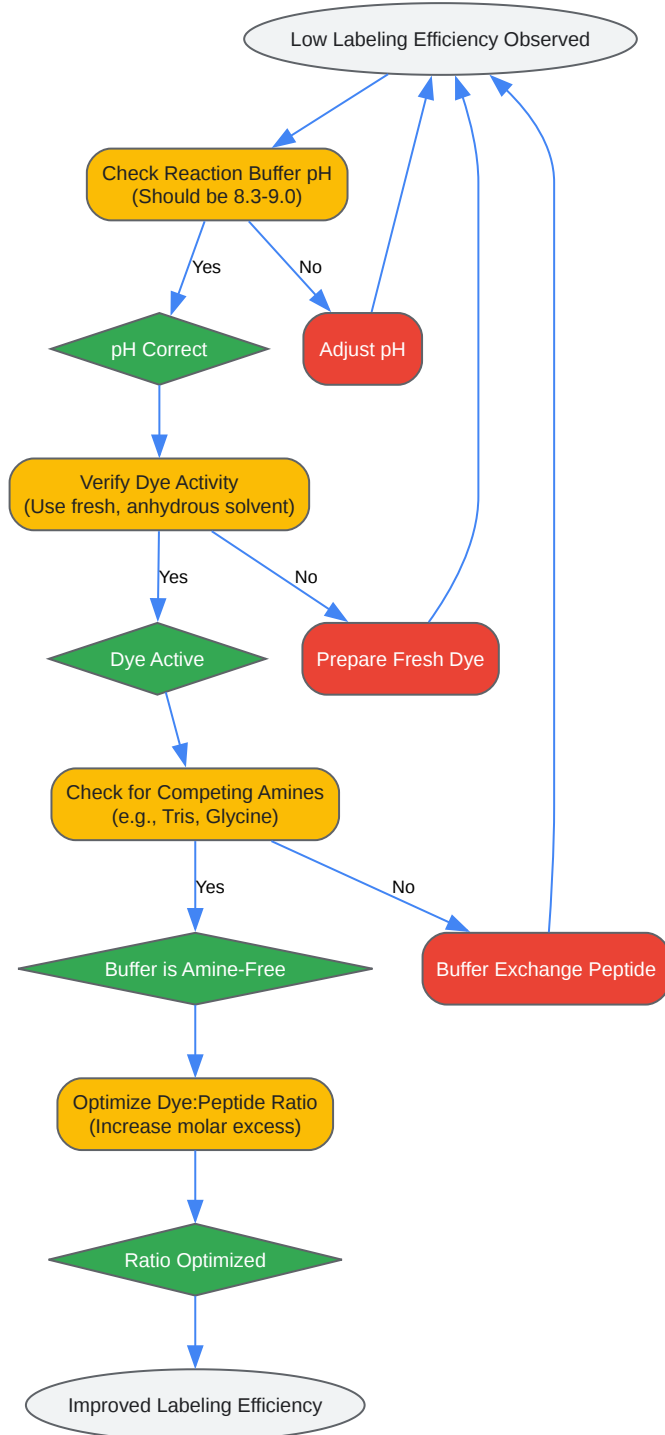 Low Labeling Efficiency Observed
Check Reaction Buffer pH
(Should be 8.3-9.0)
Yes
No
pH Correct
Adjust pH
Verify Dye Activity
(Use fresh, anhydrous solvent)
Yes
No
Dye Active
Prepare Fresh Dye
Check for Competing Amines
(e.g., Tris, Glycine)
Yes
No
Buffer is Amine-Free
Buffer Exchange Peptide
Optimize Dye:Peptide Ratio
(Increase molar excess)
Ratio Optimized
Improved Labeling Efficiency